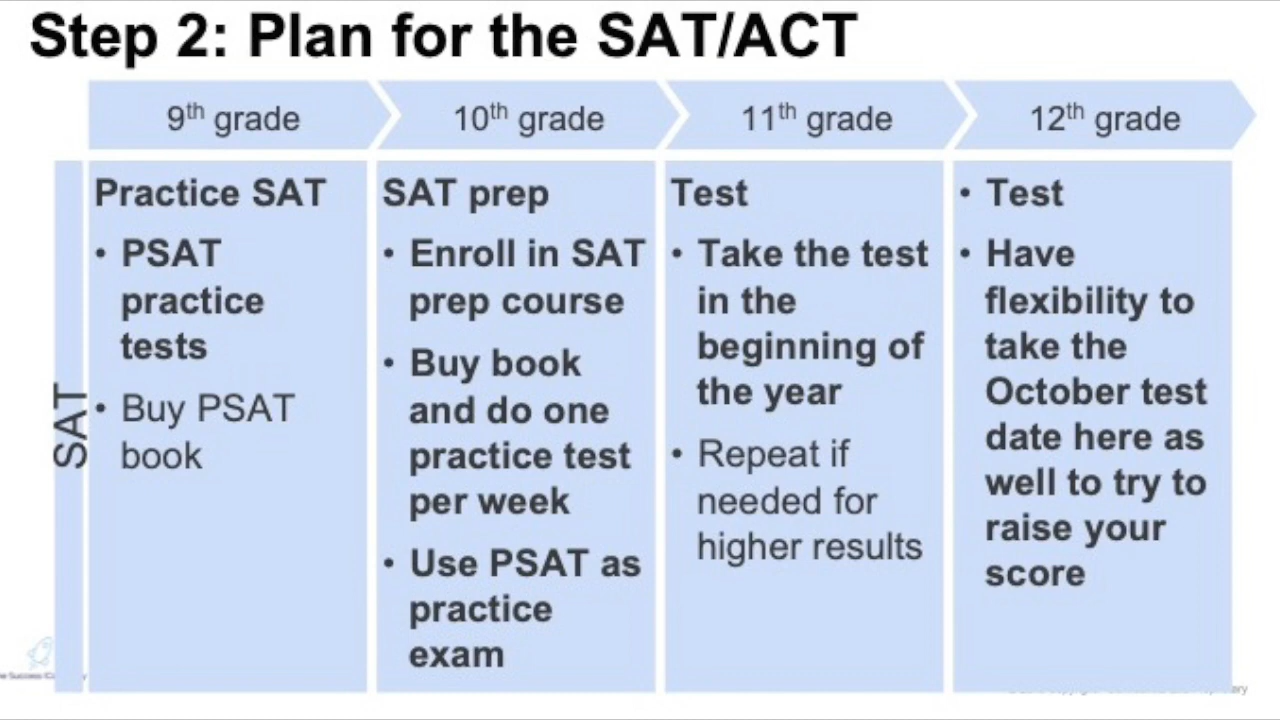 Step 2: Plan for the SAT/ACT
9th grade
10th grade
11th grade
12th grade
SAT
Practice SAT
• PSAT
practice
tests
• Buy PSAT
book
SAT prep
• Enroll in SAT
prep course
• Buy book
and do one
practice test
per week
• Use PSAT as
practice
exam
Test
• Take the test
in the
beginning of
the year
• Repeat if
needed for
higher results
• Test
• Have
flexibility to
take the
October test
date here as
well to try to
raise your
score
Success